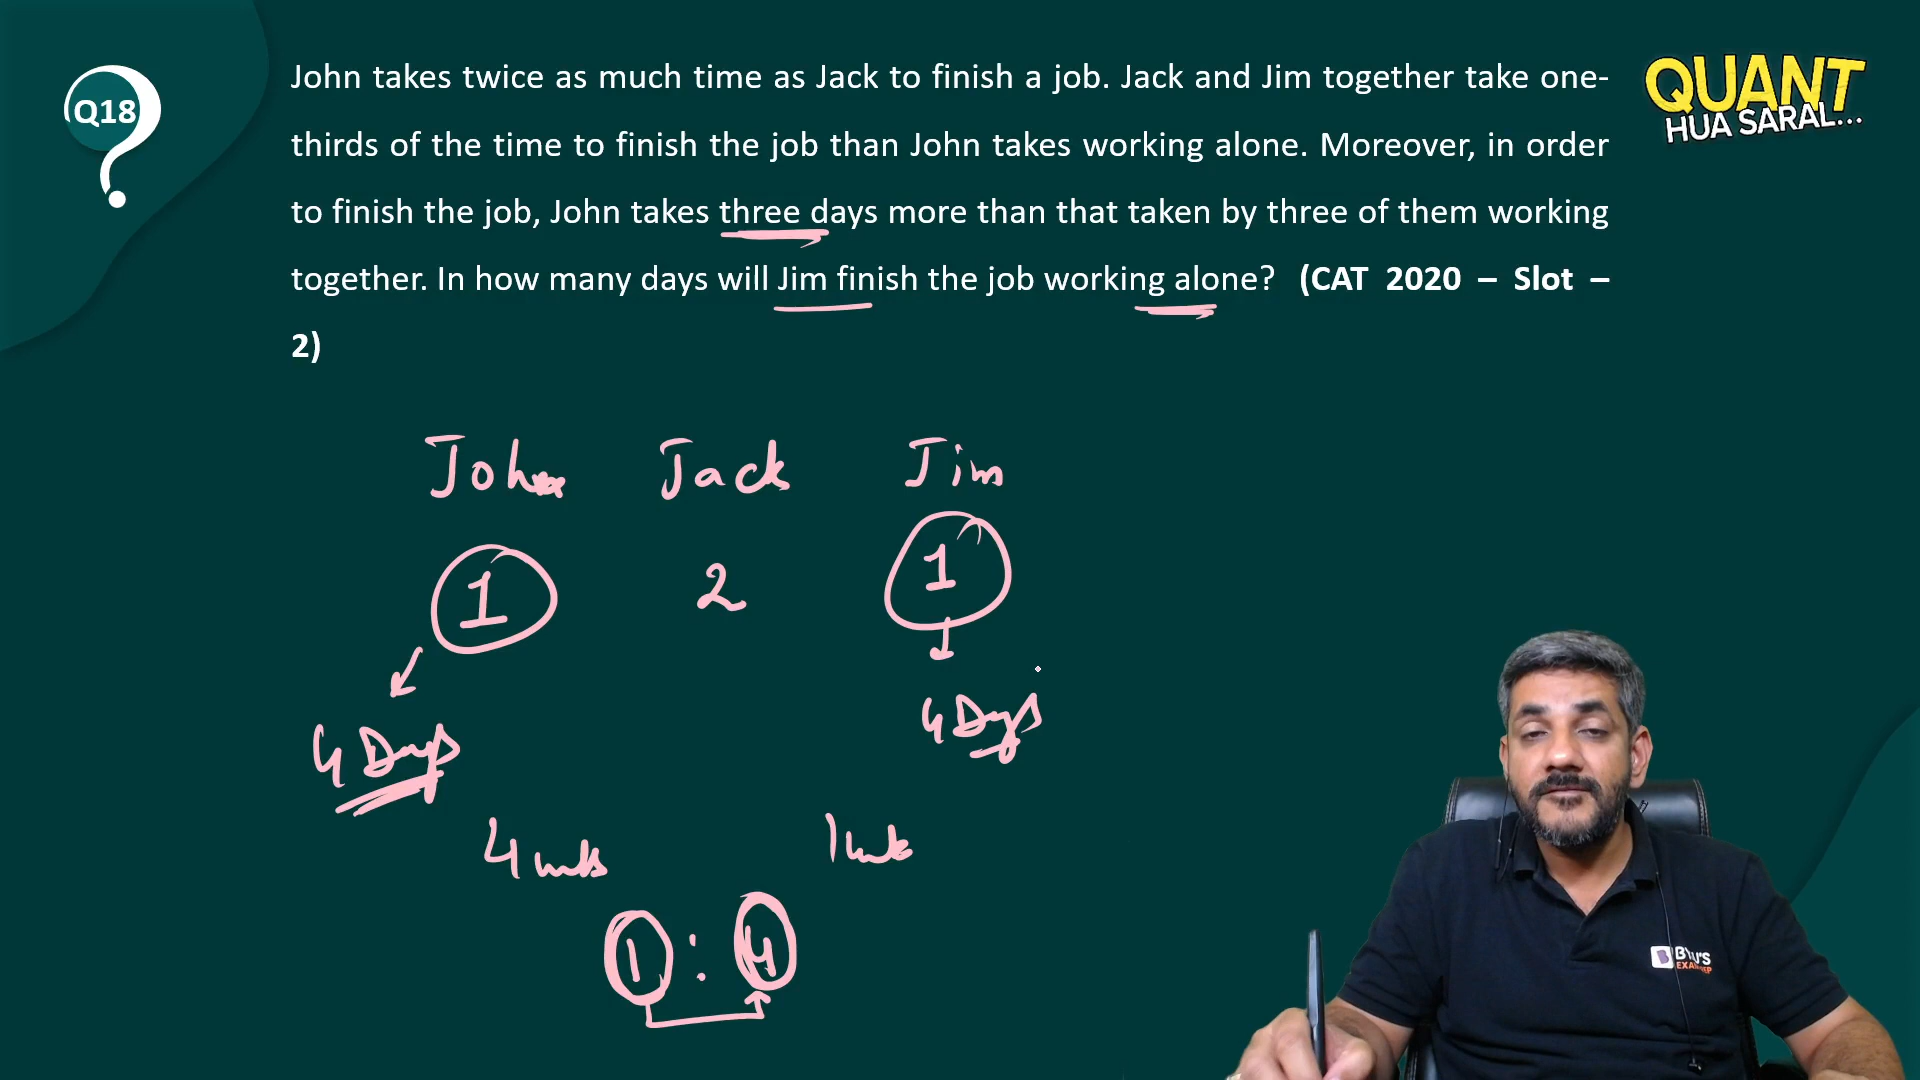 Q18
John takes twice as much time as Jack to finish a job. Jack and Jim together take one-
thirds of the time to finish the job than John takes working alone. Moreover, in order
to finish the job, John takes three days more than that taken by three of them working
together. In how many days will Jim finish the job working alone? (CAT 2020 – Slot –
2)
QUANT
HUA SARAL...
John Jack Jim
1 2 1
4 Days 4 Days
4 units 1 unit
1 : 4
BYJU'S
EXAM PREP